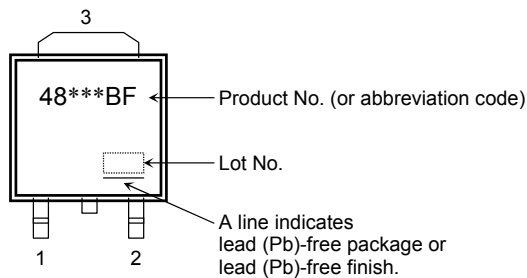 3
48***BF
Product No. (or abbreviation code)
Lot No.
A line indicates
lead (Pb)-free package or
lead (Pb)-free finish.
1
2